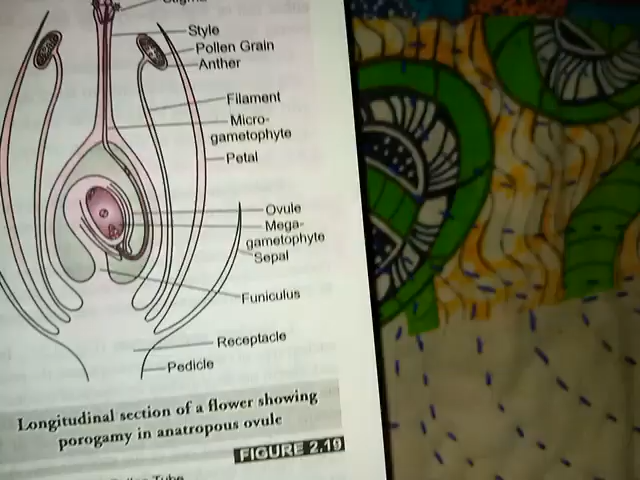 Style
Pollen Grain
Anther
Filament
Micro-
gametophyte
Petal
Ovule
Mega-
gametophyte
Sepal
Funiculus
Receptacle
Pedicle
Longitudinal section of a flower showing
porogamy in anatropous ovule
FIGURE 2.19
Tube